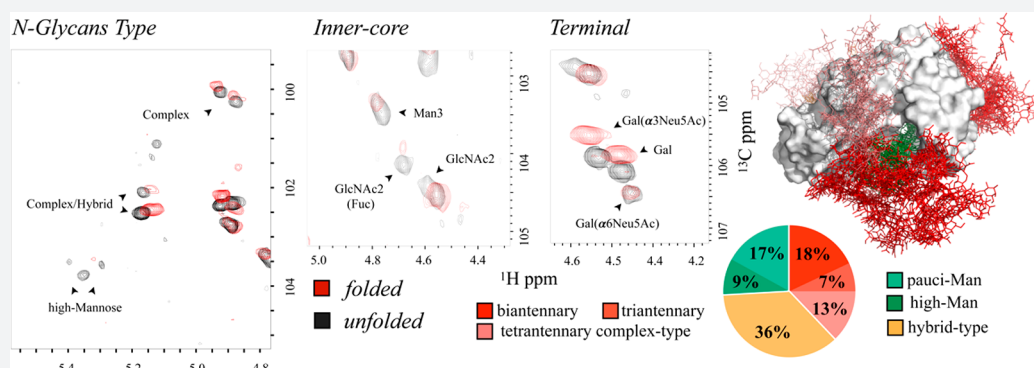 N-Glycans Type
Inner-core
Terminal
Complex
Complex/Hybrid
high-Mannose
100
102
104
5.4
5.2
5.0
4.8
Man3
GlcNAc2
GlcNAc2
(Fuc)
103
104
105
5.0
4.8
4.6
4.4
Gal(α3Neu5Ac)
Gal
Gal(α6Neu5Ac)
105
106
107
13C ppm
4.6
4.4
4.2
1H ppm
folded
unfolded
biantennary
triantennary
tetrantennary complex-type
17%
18%
7%
13%
36%
9%
pauci-Man
high-Man
hybrid-type